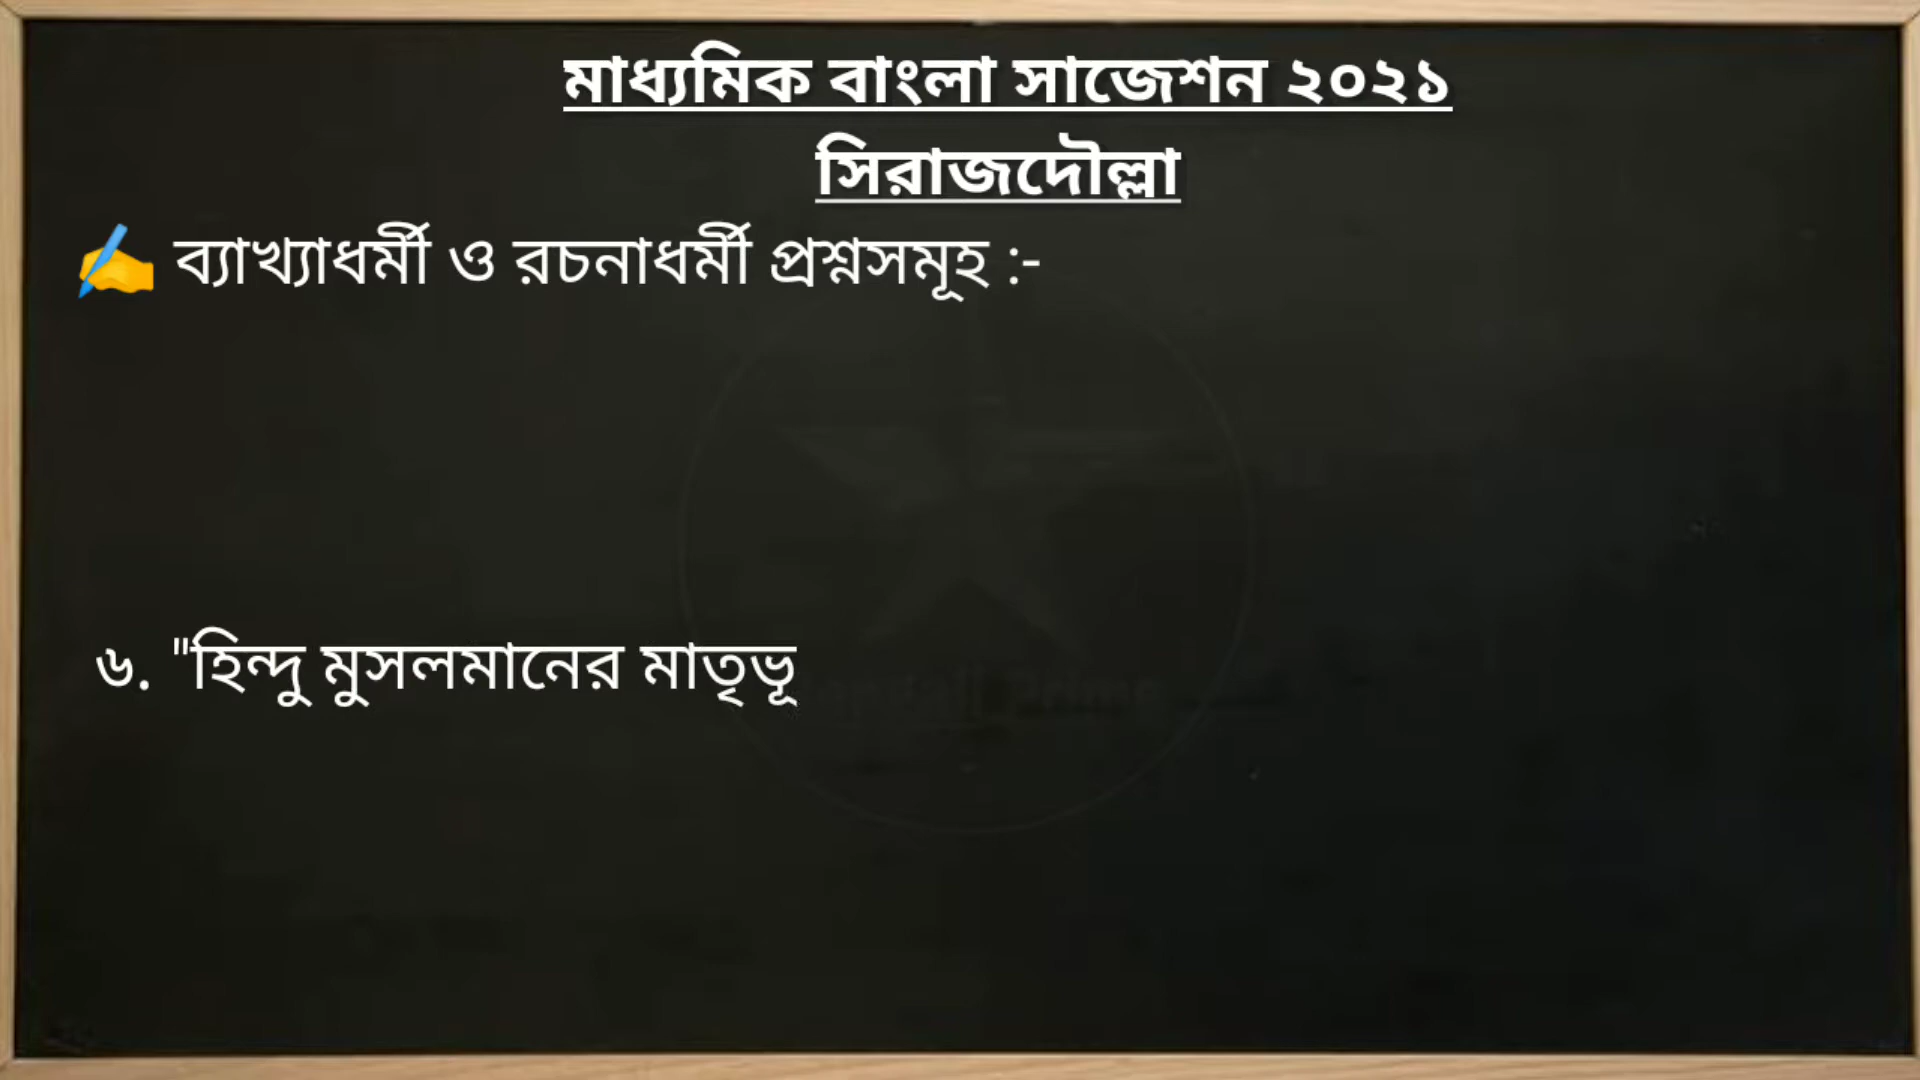 মাধ্যমিক বাংলা সাজেশন ২০২১
সিরাজদৌল্লা
✍ ব্যাখ্যাধর্মী ও রচনাধর্মী প্রশ্নসমূহ :-
৬. "হিন্দু মুসলমানের মাতৃভূ